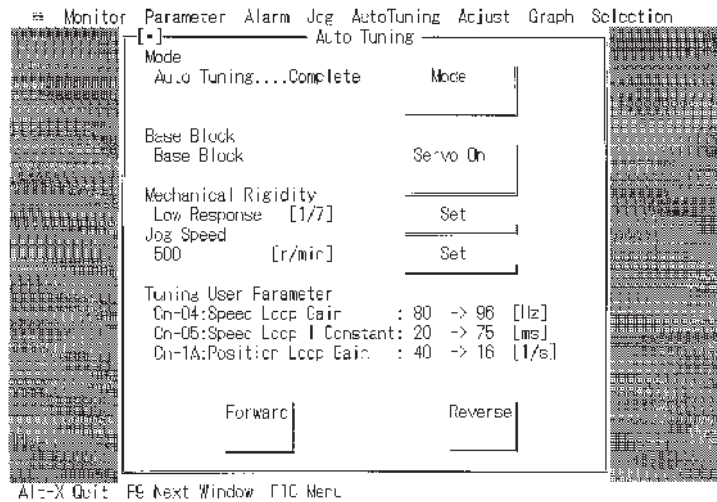 ≡ Monitor Parameter Alarm Jog AutoTuning Adjust Graph Selection
[▪] Auto Tuning
Mode
Auto Tuning....Complete Mode
Base Block
Base Block Servo On
Mechanical Rigidity
Low Response [1/7] Set
Jog Speed
500 [r/min] Set
Tuning User Parameter
Cn-04:Speed Loop Gain : 80 -> 96 [Hz]
Cn-05:Speed Loop I Constant: 20 -> 75 [ms]
Cn-1A:Position Loop Gain : 40 -> 16 [1/s]
Forward Reverse
Alt-X Quit F9 Next Window F10 Menu